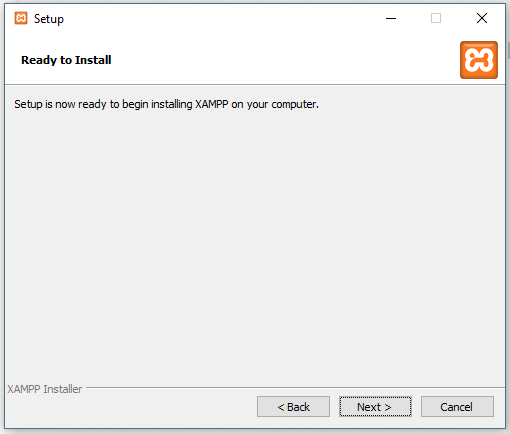 Setup
Ready to Install
Setup is now ready to begin installing XAMPP on your computer.
XAMPP Installer
< Back
Next >
Cancel